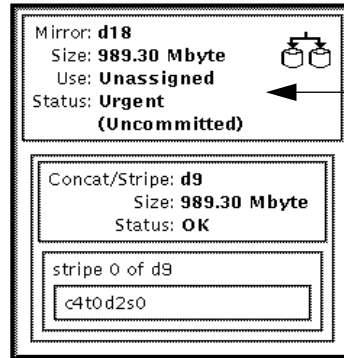 Mirror: d18
Size: 989.30 Mbyte
Use: Unassigned
Status: Urgent
(Uncommitted)
Concat/Stripe: d9
Size: 989.30 Mbyte
Status: OK
stripe 0 of d9
c4t0d2s0